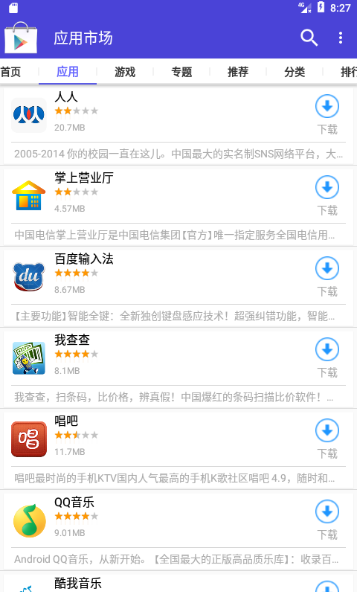 8:27
应用市场
首页 应用 游戏 专题 推荐 分类 排行
人人
20.7MB
下载
2005-2014 你的校园一直在这儿。中国最大的实名制SNS网络平台，大...
掌上营业厅
4.57MB
下载
中国电信掌上营业厅是中国电信集团【官方】唯一指定服务全国电信用...
百度输入法
du
8.67MB
下载
【主要功能】智能全键：全新独创键盘感应技术！超强纠错功能，智能...
我查查
8.1MB
下载
我查查，扫条码，比价格，辨真假！中国爆红的条码扫描比价软件！...
唱吧
唱
11.7MB
下载
唱吧最时尚的手机KTV国内人气最高的手机K歌社区唱吧 4.9，随时和...
QQ音乐
9.01MB
下载
Android QQ音乐，从新开始。【全国最大的正版高品质乐库】：收录百...
酷我音乐